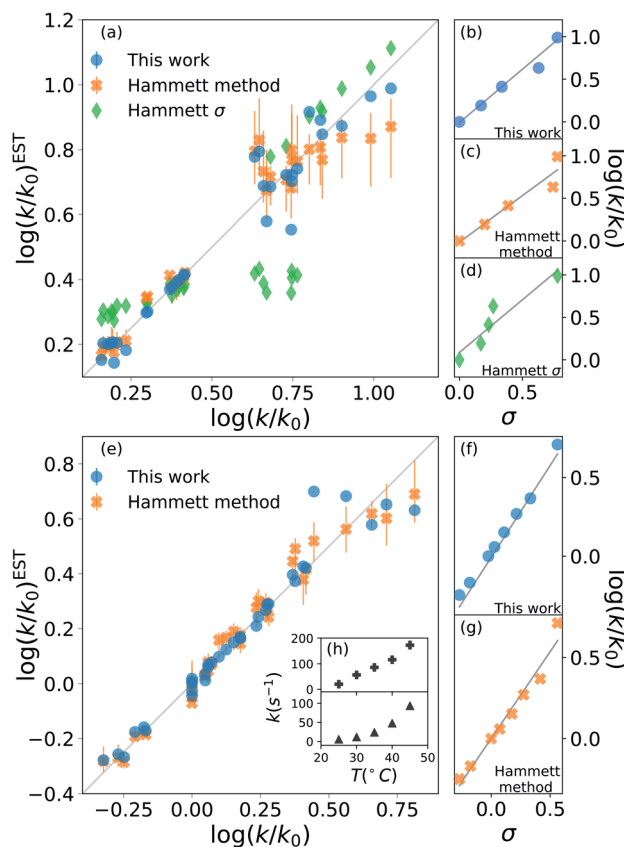 (a)
This work
Hammett method
Hammett σ
log(k/k₀)ᴱˢᵀ
1.2
1.0
0.8
0.6
0.4
0.2
0.25
0.50
0.75
1.00
log(k/k₀)
(b)
This work
1.0
0.5
0.0
(c)
Hammett
method
1.0
0.5
0.0
(d)
Hammett σ
1.0
0.5
0.0
log(k/k₀)
0.0
0.5
σ
(e)
This work
Hammett method
log(k/k₀)ᴱˢᵀ
0.8
0.6
0.4
0.2
0.0
−0.2
−0.4
−0.25
0.00
0.25
0.50
0.75
log(k/k₀)
(h)
k(s⁻¹)
200
100
0
100
50
0
20
30
40
50
T(°C)
(f)
This work
0.5
0.0
(g)
Hammett
method
0.5
0.0
log(k/k₀)
0.0
0.5
σ